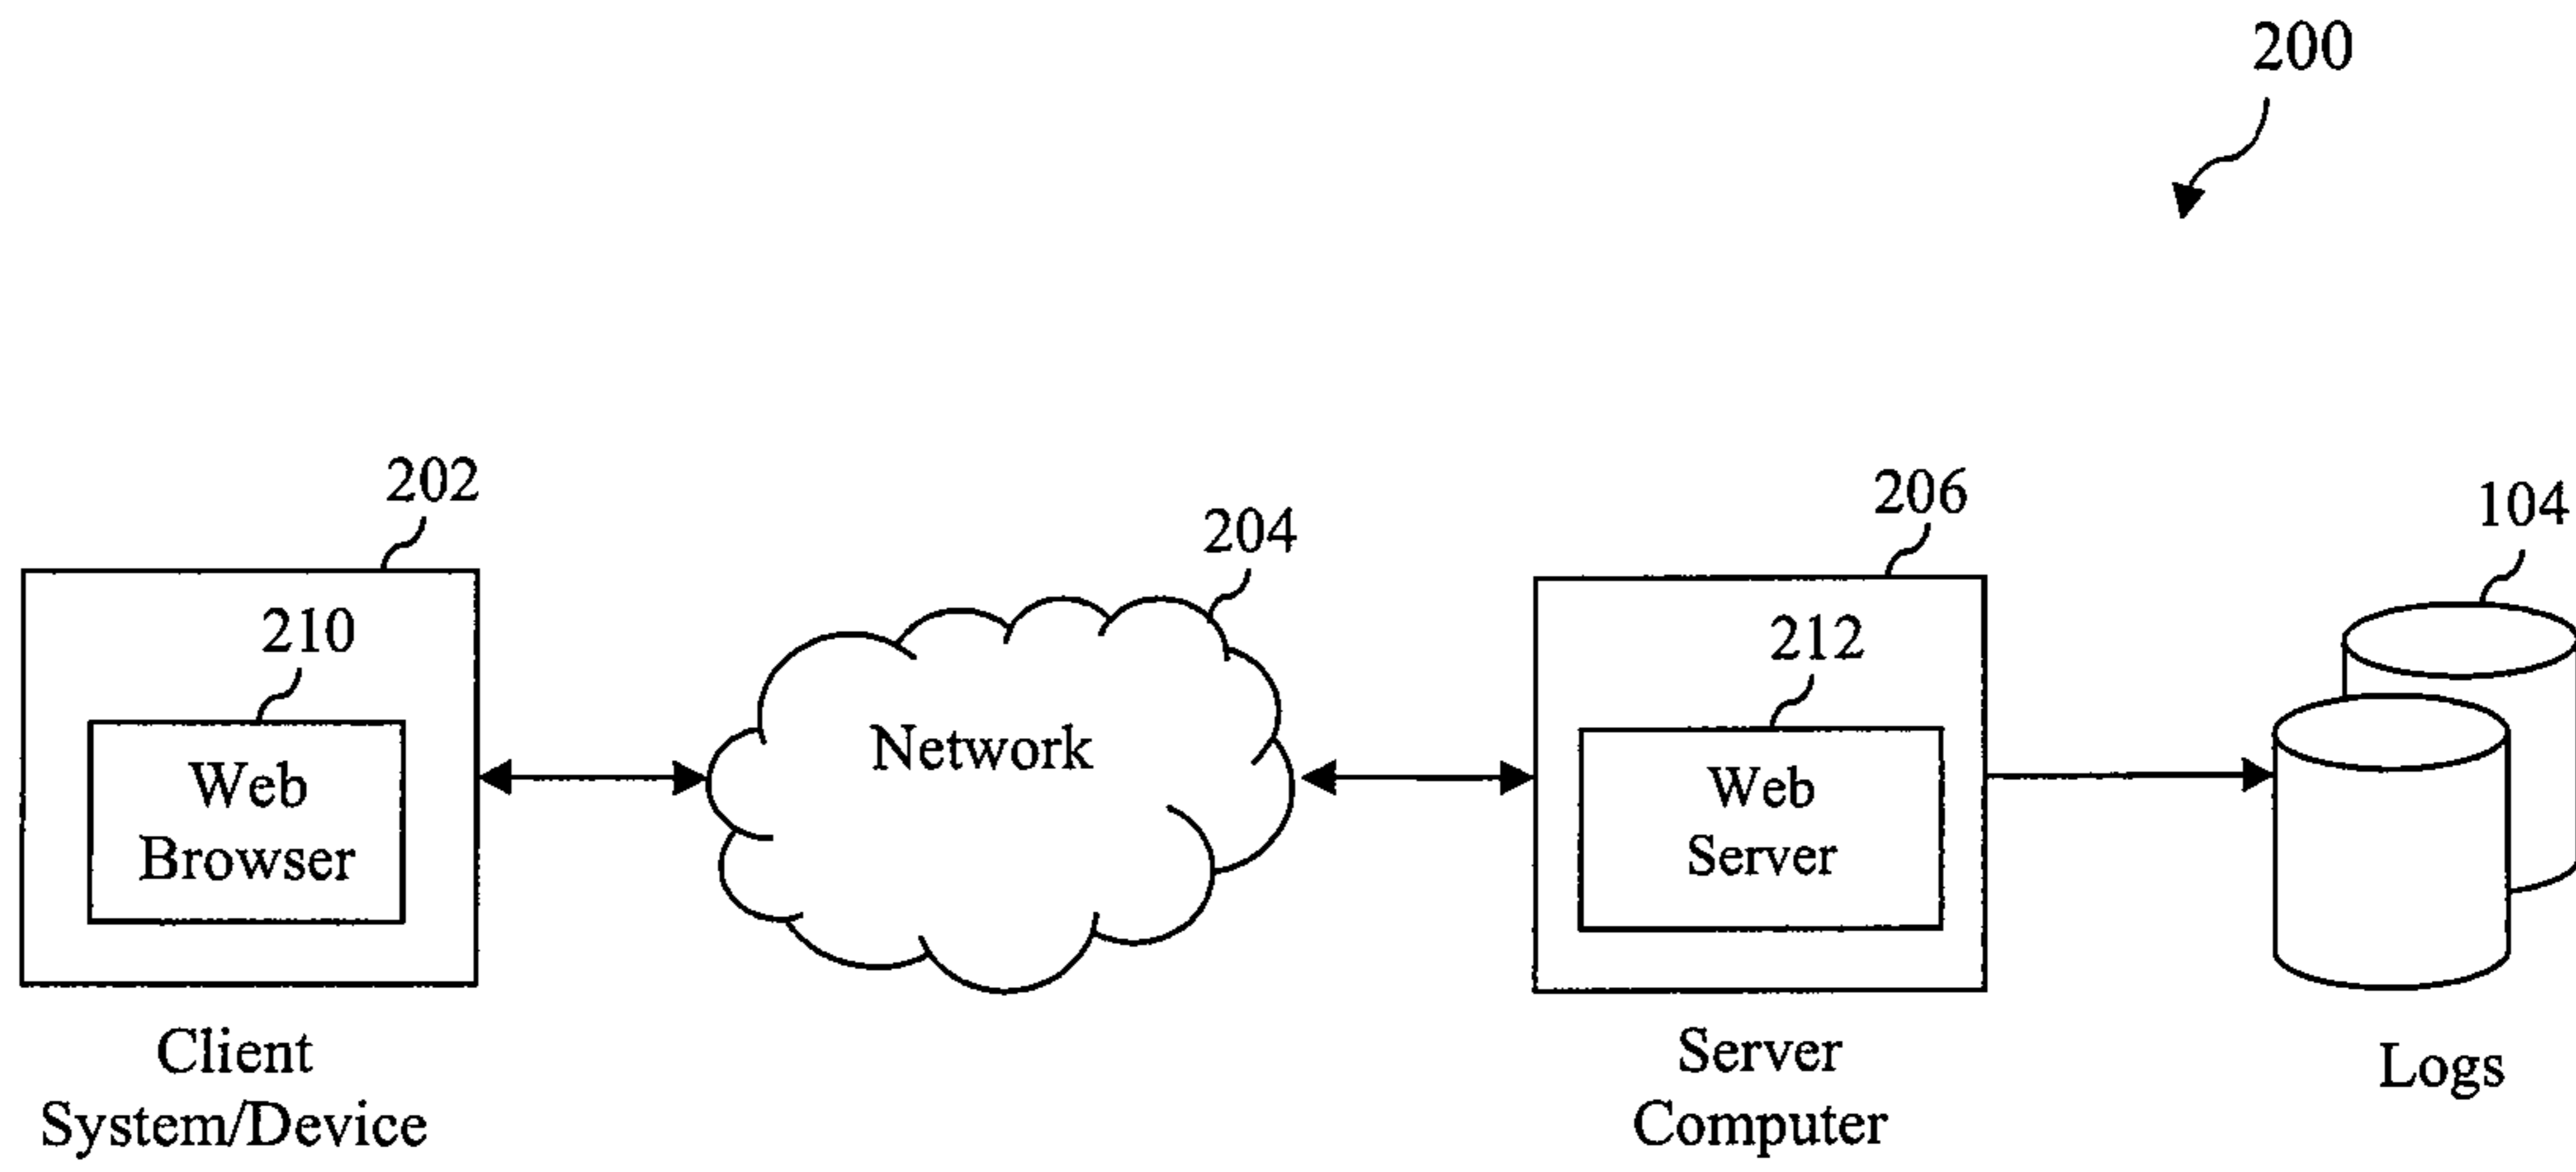 200
202
204
206
104
210
212
Web
Browser
Network
Web
Server
Client
System/Device
Server
Computer
Logs